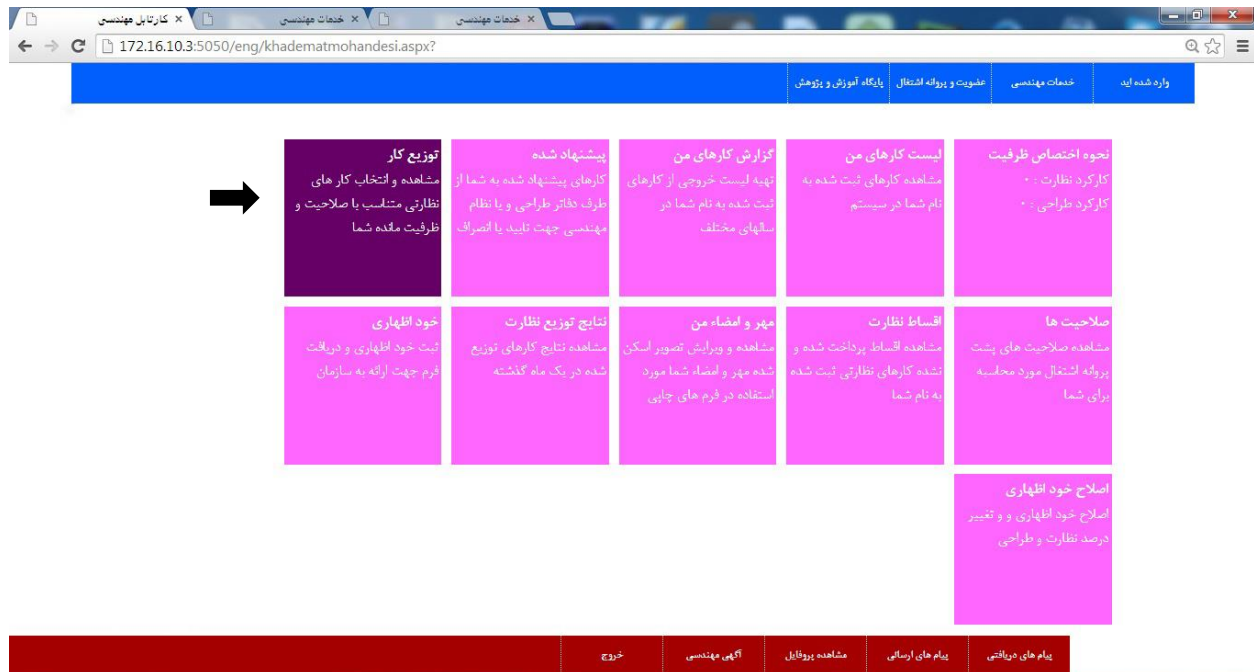 کارتابل مهندسی
خدمات مهندسی
خدمات مهندسی
172.16.10.3:5050/eng/khadematmohandesi.aspx?
وارد شده اید
خدمات مهندسی
عضویت و پروانه اشتغال
پایگاه آموزش و پژوهش
نحوه اختصاص ظرفیت
کارکرد نظارت : ۰
کارکرد طراحی : ۰
لیست کارهای من
مشاهده کارهای ثبت شده به
نام شما در سیستم
گزارش کارهای من
تهیه لیست خروجی از کارهای
ثبت شده به نام شما در
سالهای مختلف
پیشنهاد شده
کارهای پیشنهاد شده به شما از
طرف دفاتر طراحی و یا نظام
مهندسی جهت تایید یا انصراف
توزیع کار
مشاهده و انتخاب کار های
نظارتی متناسب با صلاحیت و
ظرفیت مانده شما
صلاحیت ها
مشاهده صلاحیت های پشت
پروانه اشتغال مورد محاسبه
برای شما
اقساط نظارت
مشاهده اقساط پرداخت شده و
نشده کارهای نظارتی ثبت شده
به نام شما
مهر و امضاء من
مشاهده و ویرایش تصویر اسکن
شده مهر و امضاء شما مورد
استفاده در فرم های چاپی
نتایج توزیع نظارت
مشاهده نتایج کارهای توزیع
شده در یک ماه گذشته
خود اظهاری
ثبت خود اظهاری و دریافت
فرم جهت ارائه به سازمان
اصلاح خود اظهاری
اصلاح خود اظهاری و و تغییر
درصد نظارت و طراحی
پیام های دریافتی
پیام های ارسالی
مشاهده پروفایل
آگهی مهندسی
خروج